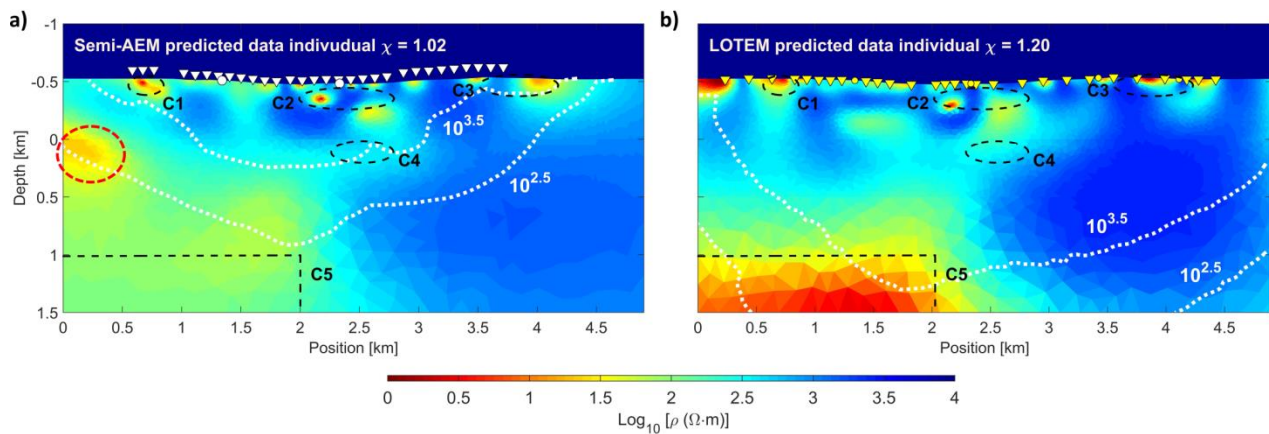 a)
Semi-AEM predicted data indivudual χ = 1.02
C1
C2
C3
C4
C5
10^3.5
10^2.5
-1
-0.5
0
0.5
1
1.5
Depth [km]
0 0.5 1 1.5 2 2.5 3 3.5 4 4.5
Position [km]
b)
LOTEM predicted data individual χ = 1.20
C1
C2
C3
C4
C5
10^3.5
10^2.5
0 0.5 1 1.5 2 2.5 3 3.5 4 4.5
Position [km]
0 0.5 1 1.5 2 2.5 3 3.5 4
Log10 [ρ (Ω·m)]